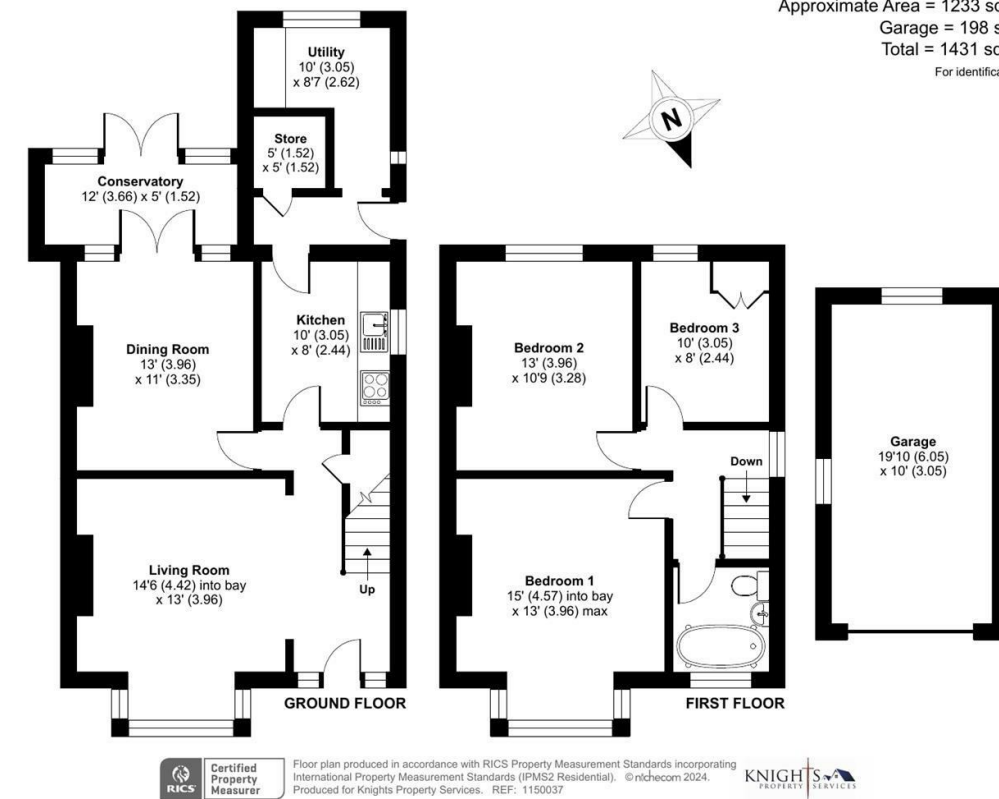 Approximate Area = 1233 sq
Garage = 198 s
Total = 1431 sq
For identifica
N
Utility
10' (3.05)
x 8'7 (2.62)
Store
5' (1.52)
x 5' (1.52)
Conservatory
12' (3.66) x 5' (1.52)
Kitchen
10' (3.05)
x 8' (2.44)
Dining Room
13' (3.96)
x 11' (3.35)
Living Room
14'6 (4.42) into bay
x 13' (3.96)
Up
GROUND FLOOR
Bedroom 2
13' (3.96)
x 10'9 (3.28)
Bedroom 3
10' (3.05)
x 8' (2.44)
Down
Bedroom 1
15' (4.57) into bay
x 13' (3.96) max
FIRST FLOOR
Garage
19'10 (6.05)
x 10' (3.05)
RICS
Certified
Property
Measurer
Floor plan produced in accordance with RICS Property Measurement Standards incorporating
International Property Measurement Standards (IPMS2 Residential). ©ntchecom 2024.
Produced for Knights Property Services. REF: 1150037
KNIGHTS
PROPERTY SERVICES